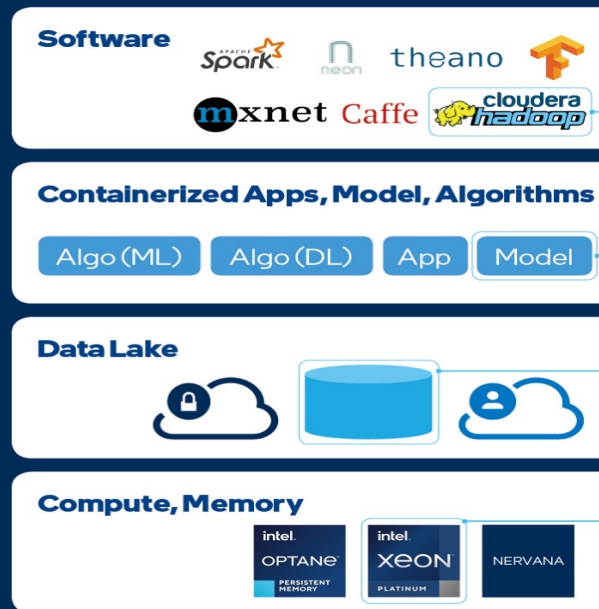 Software
APACHE
Spark
neon
theano
mxnet Caffe cloudera
hadoop
Containerized Apps, Model, Algorithms
Algo (ML) Algo (DL) App Model
Data Lake
Compute, Memory
intel. OPTANE PERSISTENT MEMORY
intel. XEON PLATINUM
NERVANA